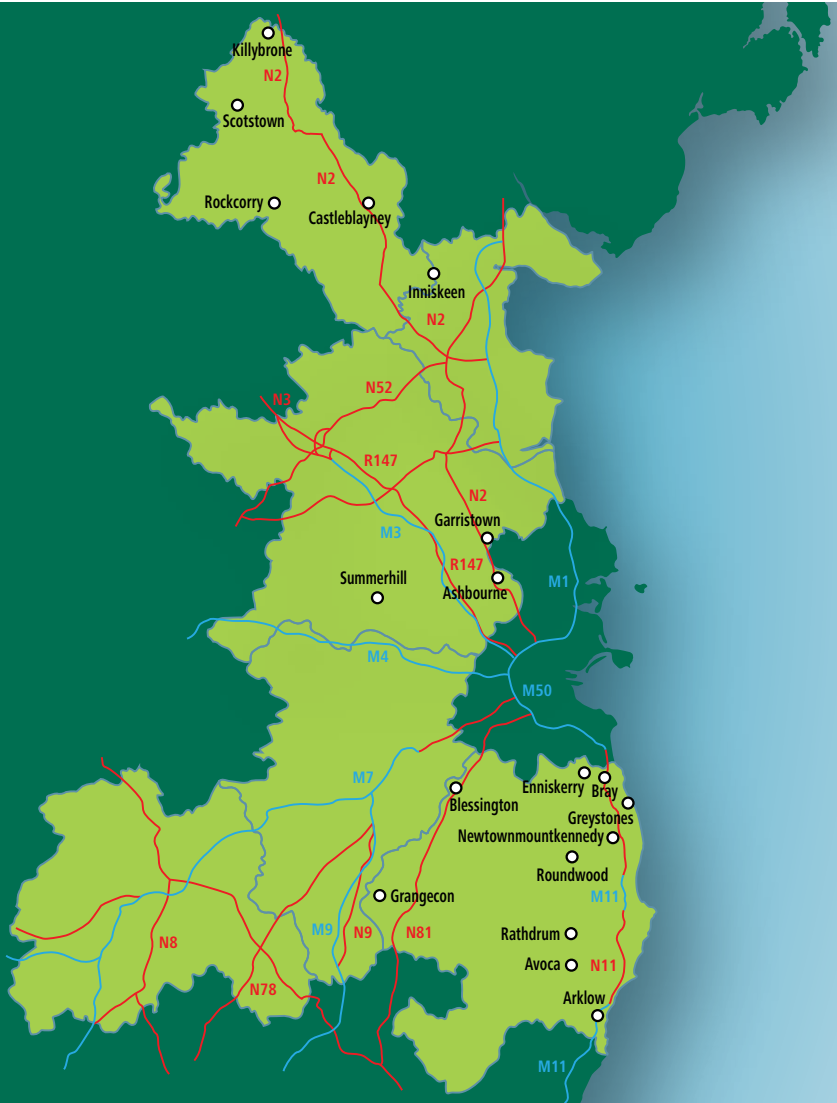 Killybrone
N2
Scotstown
N2
Rockcorry
Castleblayney
Inniskeen
N2
N52
N3
R147
N2
Garristown
M3
R147
M1
Summerhill
Ashbourne
M4
M50
M7
Enniskerry
Bray
Blessington
Greystones
Newtownmountkennedy
Roundwood
Grangecon
M11
M9
N9
N81
Rathdrum
N8
Avoca
N11
N78
Arklow
M11